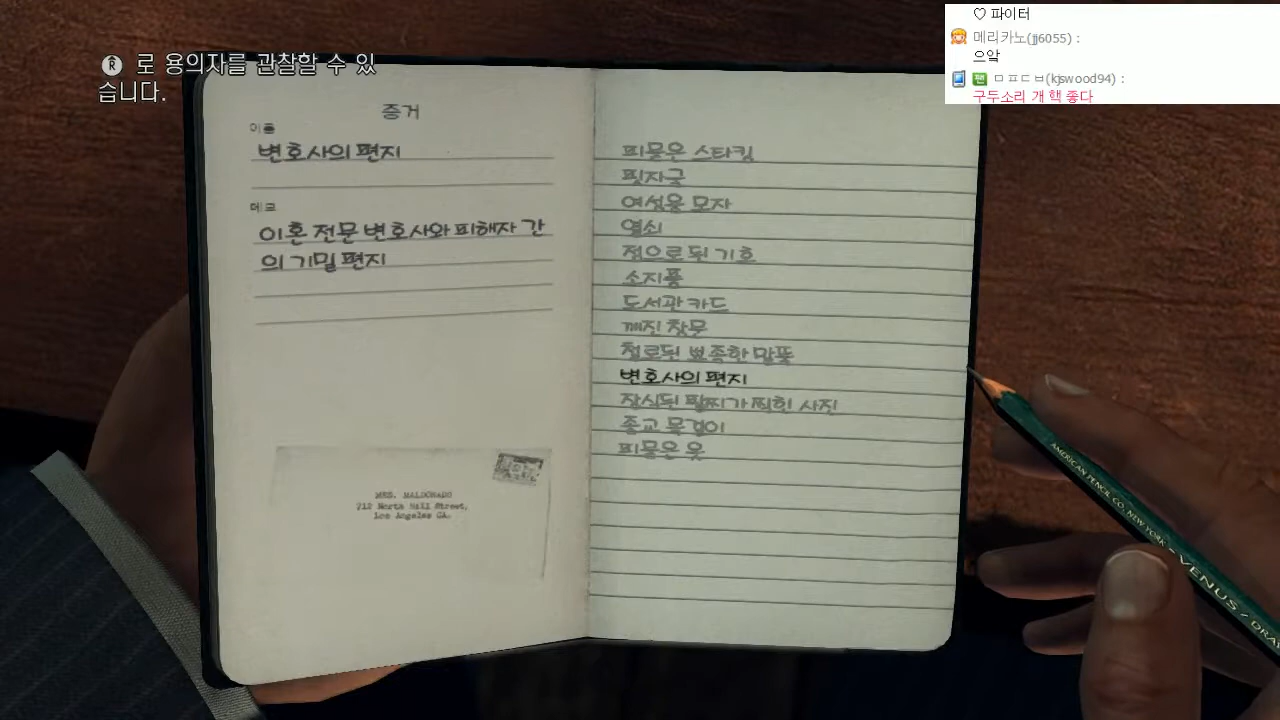 Ⓡ 로 용의자를 관찰할 수 있
습니다.
♡ 파이터
메리카노(jj6055) :
으앜
팬 ㅁㅍㄷㅂ(kjswood94) :
구두소리 개 핵 좋다
증거
이름
변호사의 편지
메모
이혼 전문 변호사와 피해자 간
의 기밀 편지
MRS. MALDONADO
212 North Hill Street,
Los Angeles CA.
피묻은 스타킹
핏자국
여성용 모자
열쇠
점으로 된 기호
소지품
도서관 카드
깨진 창문
철로된 뾰족한 말뚝
변호사의 편지
장식된 팔찌가 찍힌 사진
종교 목걸이
피묻은 옷
AMERICAN PENCIL CO. NEW YORK
VENUS / DRA